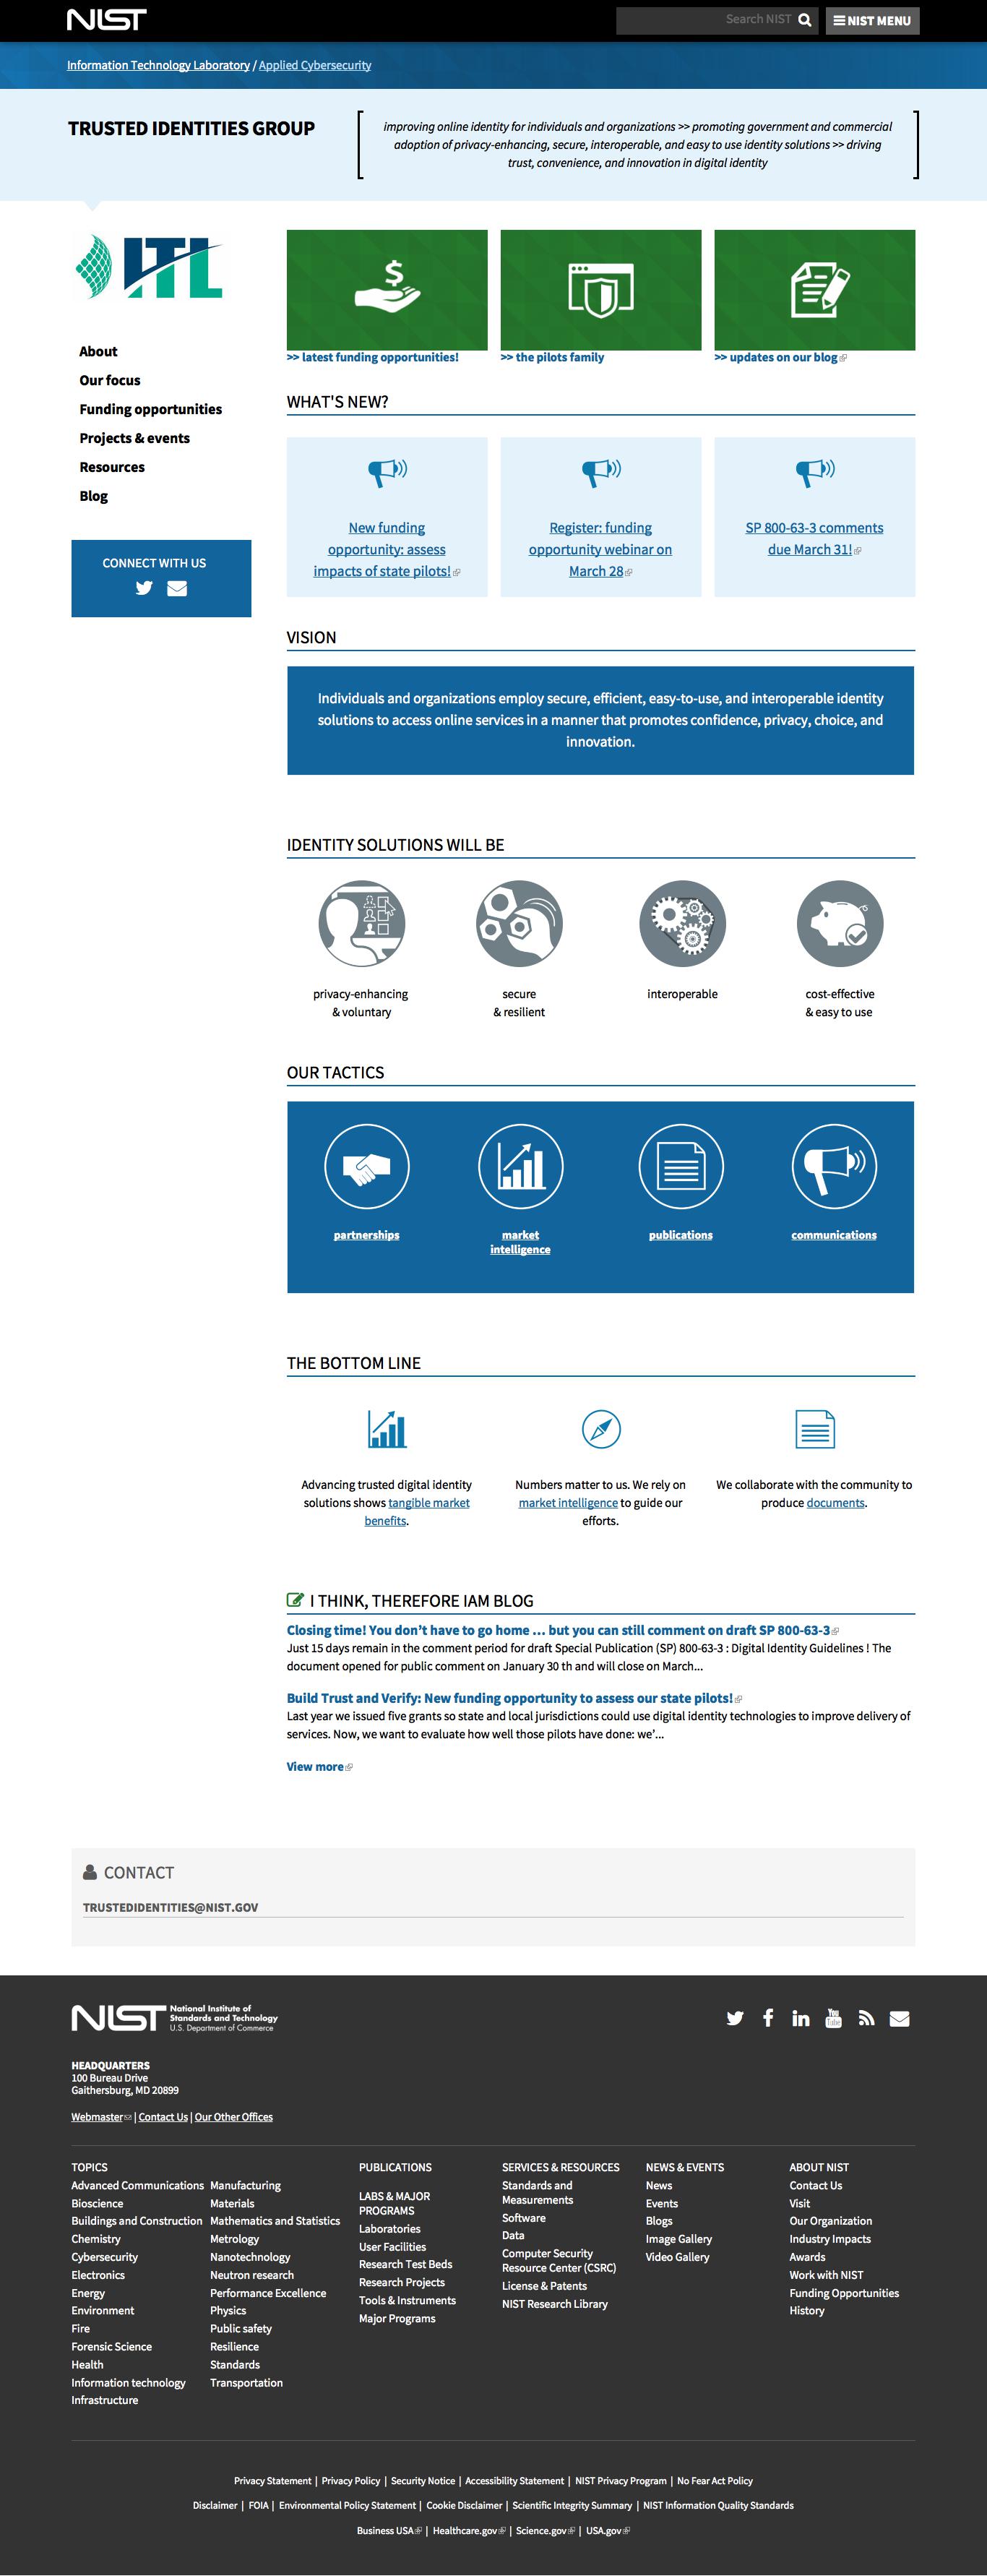 NIST
Search NIST
NIST MENU
Information Technology Laboratory / Applied Cybersecurity
TRUSTED IDENTITIES GROUP
improving online identity for individuals and organizations >> promoting government and commercial
adoption of privacy-enhancing, secure, interoperable, and easy to use identity solutions >> driving
trust, convenience, and innovation in digital identity
ITL
About
Our focus
Funding opportunities
Projects & events
Resources
Blog
CONNECT WITH US
>> latest funding opportunities!
>> the pilots family
>> updates on our blog
WHAT'S NEW?
New funding
opportunity: assess
impacts of state pilots!
Register: funding
opportunity webinar on
March 28
SP 800-63-3 comments
due March 31!
VISION
Individuals and organizations employ secure, efficient, easy-to-use, and interoperable identity
solutions to access online services in a manner that promotes confidence, privacy, choice, and
innovation.
IDENTITY SOLUTIONS WILL BE
privacy-enhancing
& voluntary
secure
& resilient
interoperable
cost-effective
& easy to use
OUR TACTICS
partnerships
market
intelligence
publications
communications
THE BOTTOM LINE
Advancing trusted digital identity
solutions shows tangible market
benefits.
Numbers matter to us. We rely on
market intelligence to guide our
efforts.
We collaborate with the community to
produce documents.
I THINK, THEREFORE IAM BLOG
Closing time! You don’t have to go home … but you can still comment on draft SP 800-63-3
Just 15 days remain in the comment period for draft Special Publication (SP) 800-63-3 : Digital Identity Guidelines ! The
document opened for public comment on January 30 th and will close on March...
Build Trust and Verify: New funding opportunity to assess our state pilots!
Last year we issued five grants so state and local jurisdictions could use digital identity technologies to improve delivery of
services. Now, we want to evaluate how well those pilots have done: we’...
View more
CONTACT
TRUSTEDIDENTITIES@NIST.GOV
NIST
National Institute of
Standards and Technology
U.S. Department of Commerce
You
Tube
HEADQUARTERS
100 Bureau Drive
Gaithersburg, MD 20899
Webmaster | Contact Us | Our Other Offices
TOPICS
Advanced Communications
Bioscience
Buildings and Construction
Chemistry
Cybersecurity
Electronics
Energy
Environment
Fire
Forensic Science
Health
Information technology
Infrastructure
Manufacturing
Materials
Mathematics and Statistics
Metrology
Nanotechnology
Neutron research
Performance Excellence
Physics
Public safety
Resilience
Standards
Transportation
PUBLICATIONS
LABS & MAJOR
PROGRAMS
Laboratories
User Facilities
Research Test Beds
Research Projects
Tools & Instruments
Major Programs
SERVICES & RESOURCES
Standards and
Measurements
Software
Data
Computer Security
Resource Center (CSRC)
License & Patents
NIST Research Library
NEWS & EVENTS
News
Events
Blogs
Image Gallery
Video Gallery
ABOUT NIST
Contact Us
Visit
Our Organization
Industry Impacts
Awards
Work with NIST
Funding Opportunities
History
Privacy Statement | Privacy Policy | Security Notice | Accessibility Statement | NIST Privacy Program | No Fear Act Policy
Disclaimer | FOIA | Environmental Policy Statement | Cookie Disclaimer | Scientific Integrity Summary | NIST Information Quality Standards
Business USA | Healthcare.gov | Science.gov | USA.gov